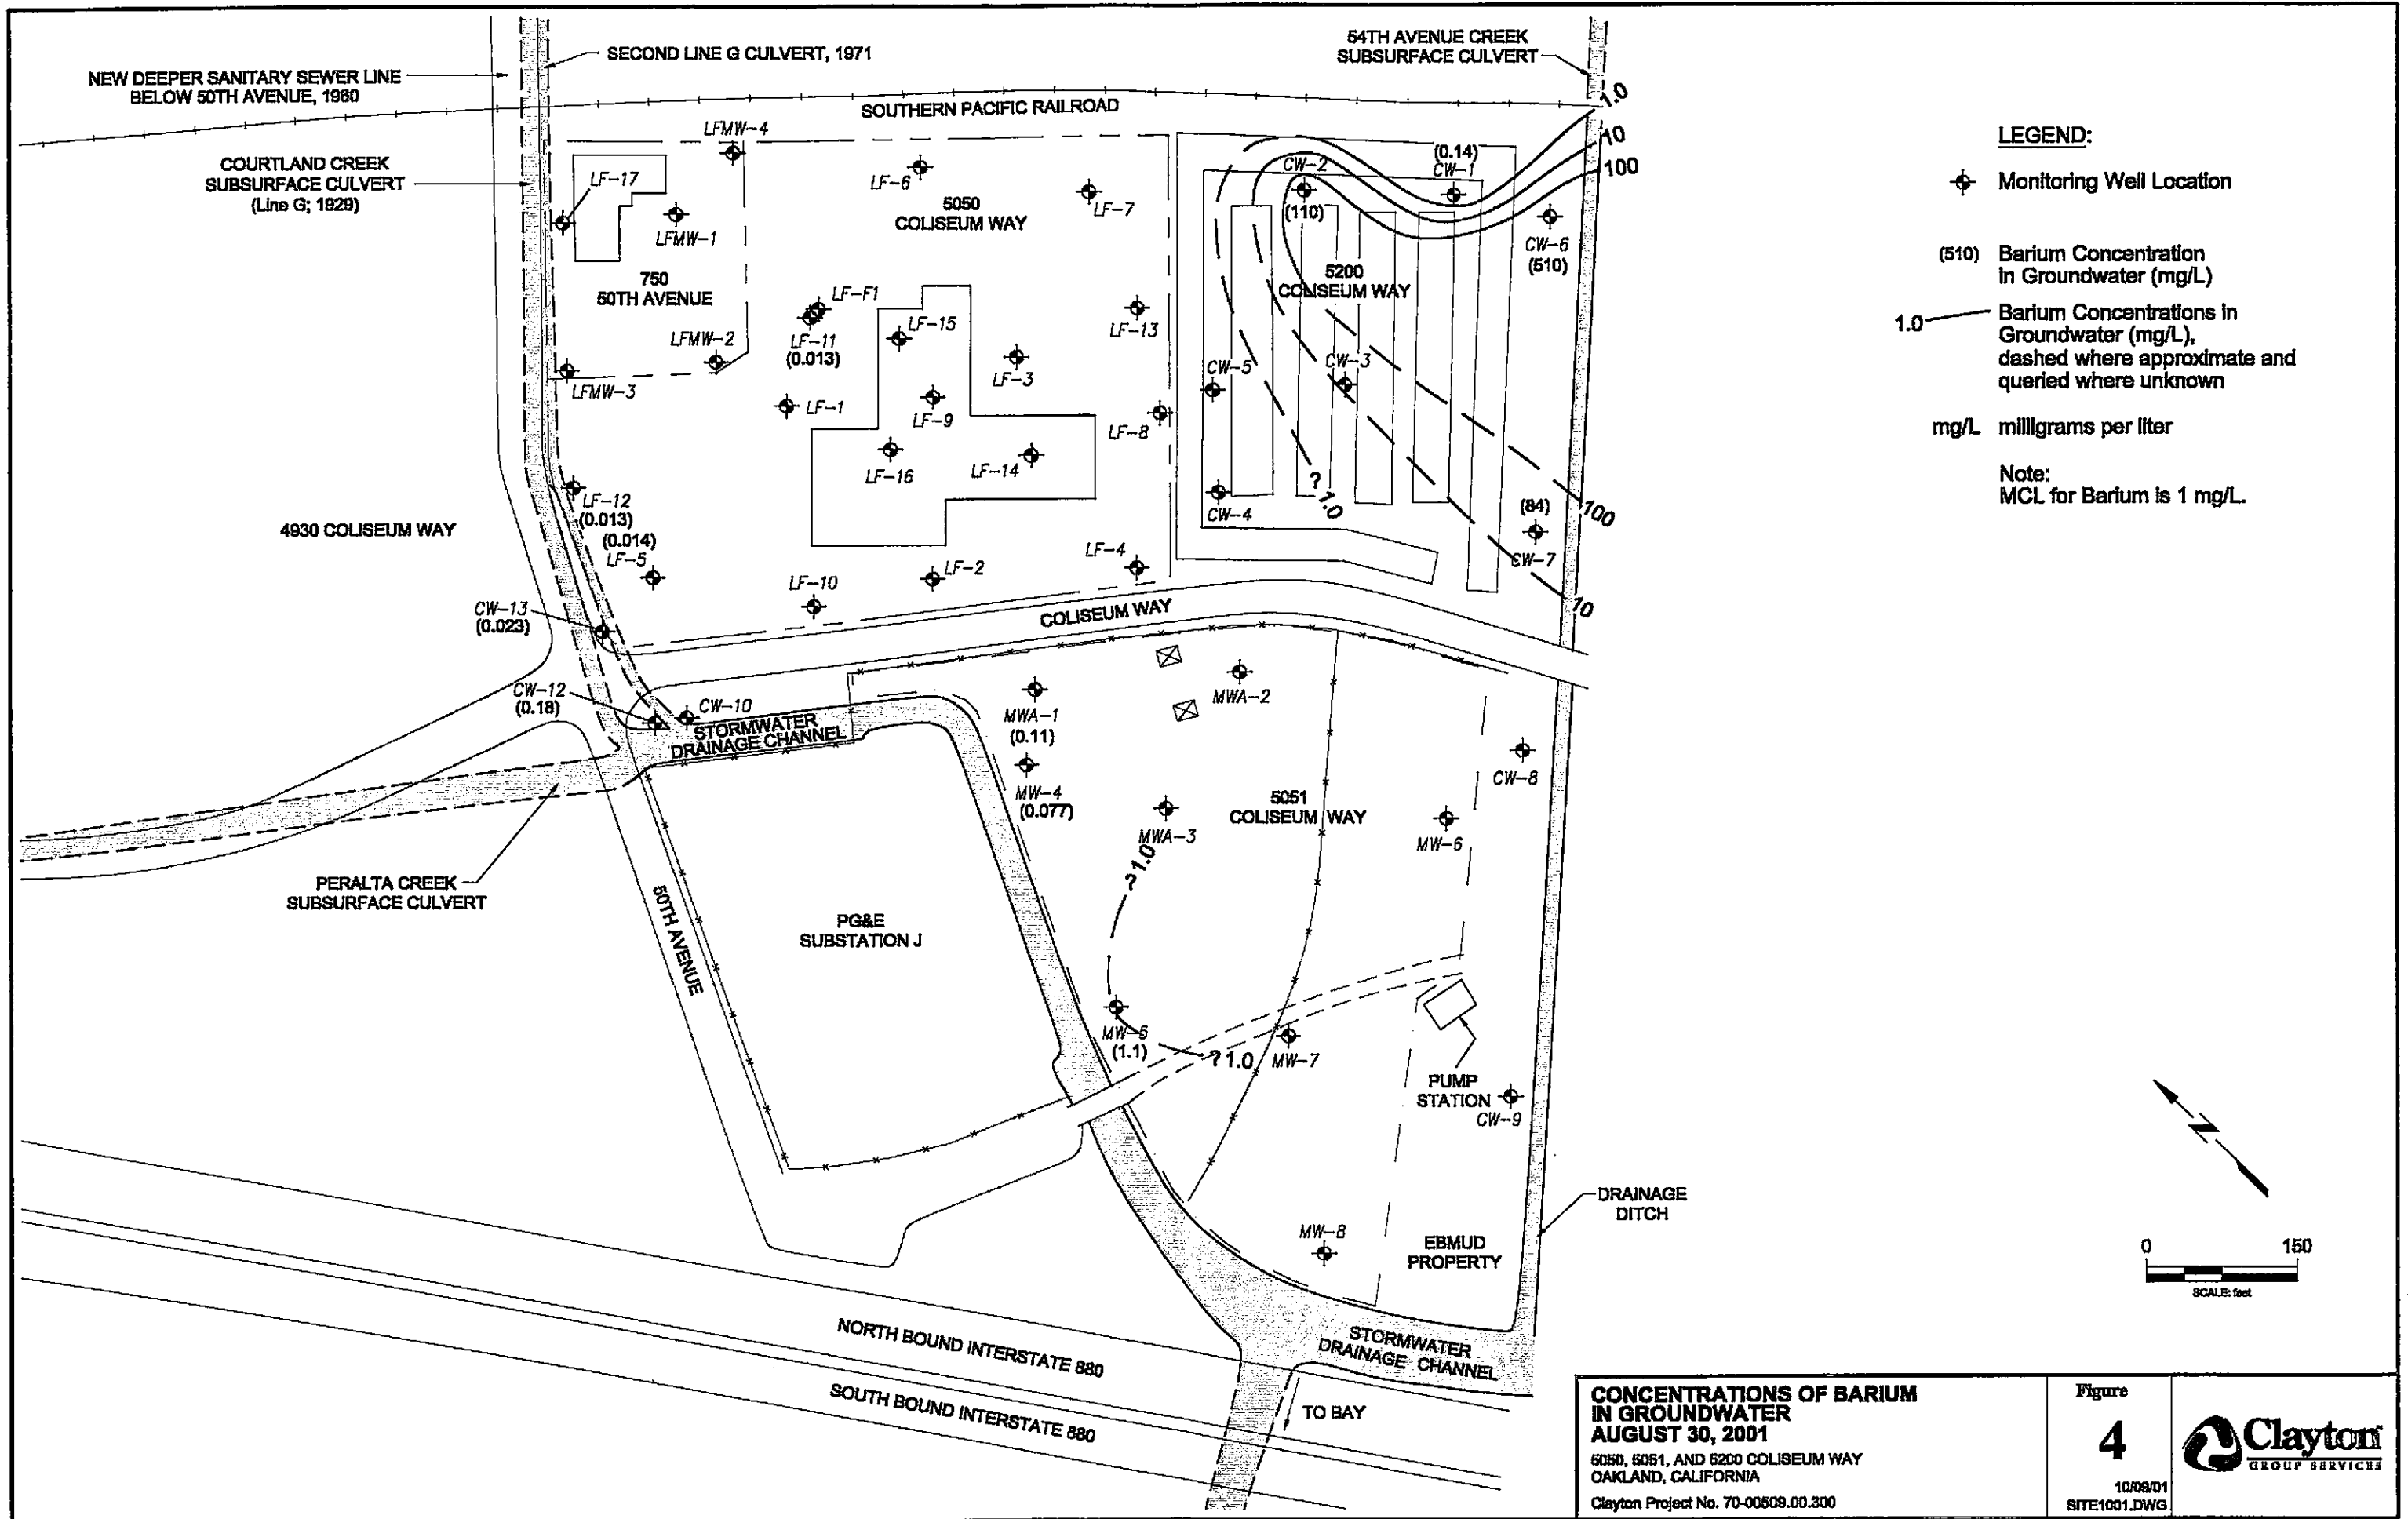 SECOND LINE G CULVERT, 1971
54TH AVENUE CREEK
SUBSURFACE CULVERT
NEW DEEPER SANITARY SEWER LINE
BELOW 50TH AVENUE, 1980
SOUTHERN PACIFIC RAILROAD
1.0
10
100
COURTLAND CREEK
SUBSURFACE CULVERT
(Line G; 1929)
LFMW-4
LF-17
LFMW-1
LF-6
5050
COLISEUM WAY
LF-7
CW-2
(110)
(0.14)
CW-1
CW-6
(510)
750
50TH AVENUE
5200
COLISEUM WAY
LF-F1
LF-11
(0.013)
LF-15
LF-13
LFMW-2
LFMW-3
LF-3
CW-5
CW-3
LF-1
LF-9
LF-8
LF-16
LF-14
? 1.0
CW-4
100
(84)
CW-7
10
LF-12
(0.013)
4930 COLISEUM WAY
(0.014)
LF-5
LF-10
LF-2
LF-4
CW-13
(0.023)
COLISEUM WAY
CW-12
(0.18)
CW-10
STORMWATER
DRAINAGE CHANNEL
MWA-1
(0.11)
MWA-2
MW-4
(0.077)
CW-8
5051
COLISEUM WAY
MWA-3
MW-6
? 1.0
PERALTA CREEK
SUBSURFACE CULVERT
50TH AVENUE
PG&E
SUBSTATION J
MW-5
(1.1)
? 1.0
MW-7
PUMP
STATION
CW-9
DRAINAGE
DITCH
MW-8
EBMUD
PROPERTY
STORMWATER
DRAINAGE CHANNEL
NORTH BOUND INTERSTATE 880
SOUTH BOUND INTERSTATE 880
TO BAY
LEGEND:
Monitoring Well Location
(510) Barium Concentration
in Groundwater (mg/L)
1.0 Barium Concentrations in
Groundwater (mg/L),
dashed where approximate and
queried where unknown
mg/L milligrams per liter
Note:
MCL for Barium is 1 mg/L.
Z
0 150
SCALE: feet
CONCENTRATIONS OF BARIUM
IN GROUNDWATER
AUGUST 30, 2001
5050, 5051, AND 5200 COLISEUM WAY
OAKLAND, CALIFORNIA
Clayton Project No. 70-00509.00.300
Figure
4
10/09/01
SITE1001.DWG
Clayton
GROUP SERVICES